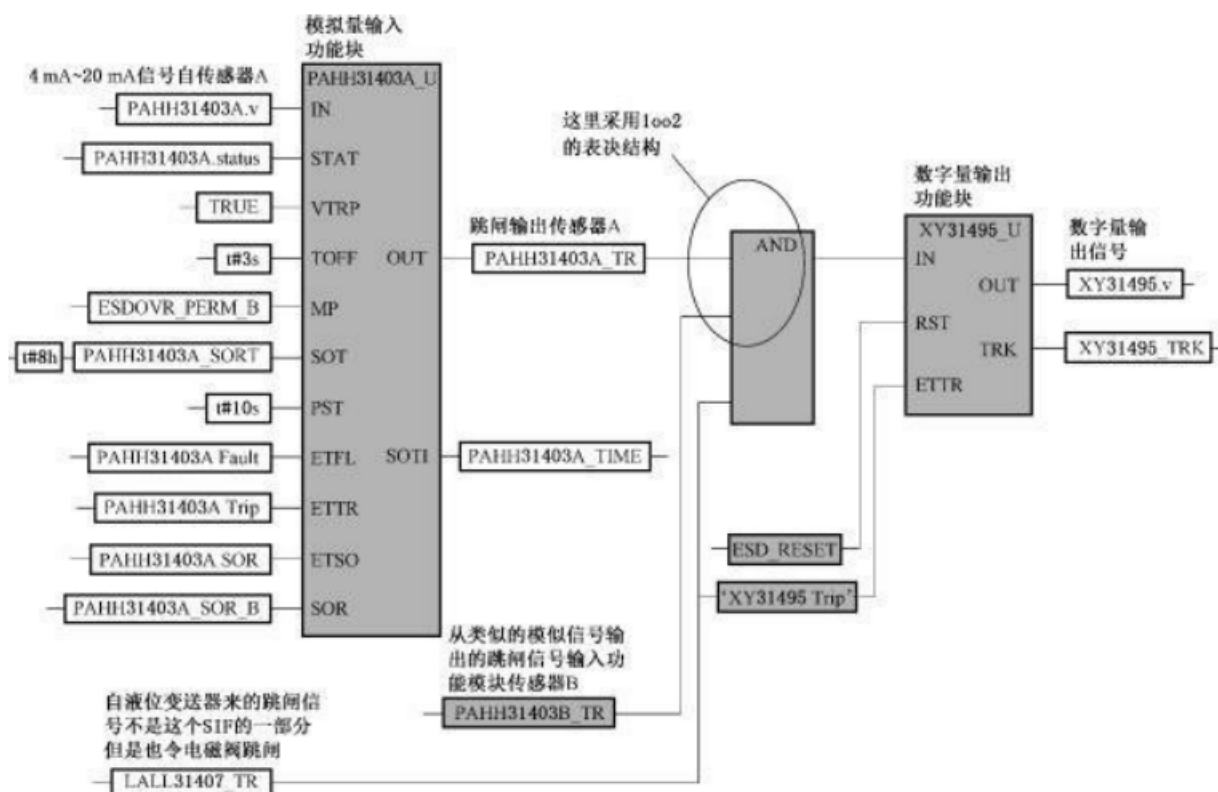 模拟量输入
功能块
4 mA~20 mA信号自传感器A
PAHH31403A_U
PAHH31403A.v
IN
PAHH31403A.status
STAT
TRUE
VTRP
t#3s
TOFF
OUT
ESDOVR_PERM_B
MP
t#8h
PAHH31403A_SORT
SOT
t#10s
PST
PAHH31403A Fault
ETFL
SOTI
PAHH31403A_TIME
PAHH31403A Trip
ETTR
PAHH31403A SOR
ETSO
PAHH31403A_SOR_B
SOR
跳闸输出传感器A
PAHH31403A_TR
这里采用1oo2
的表决结构
AND
数字量输出
功能块
XY31495_U
IN
OUT
RST
TRK
ETTR
数字量输
出信号
XY31495.v
XY31495_TRK
ESD_RESET
'XY31495 Trip'
从类似的模似信号输
出的跳闸信号输入功
能模块传感器B
PAHH31403B_TR
自液位变送器来的跳闸信
号不是这个SIF的一部分
但是也令电磁阀跳闸
LALL31407_TR